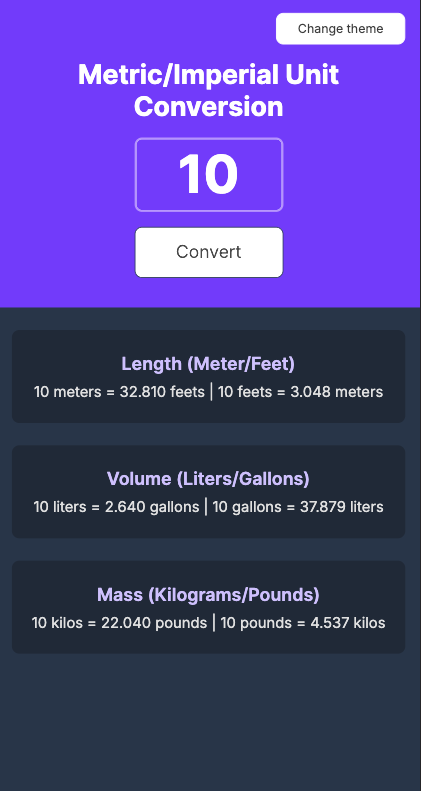 Change theme
Metric/Imperial Unit
Conversion
10
Convert
Length (Meter/Feet)
10 meters = 32.810 feets | 10 feets = 3.048 meters
Volume (Liters/Gallons)
10 liters = 2.640 gallons | 10 gallons = 37.879 liters
Mass (Kilograms/Pounds)
10 kilos = 22.040 pounds | 10 pounds = 4.537 kilos